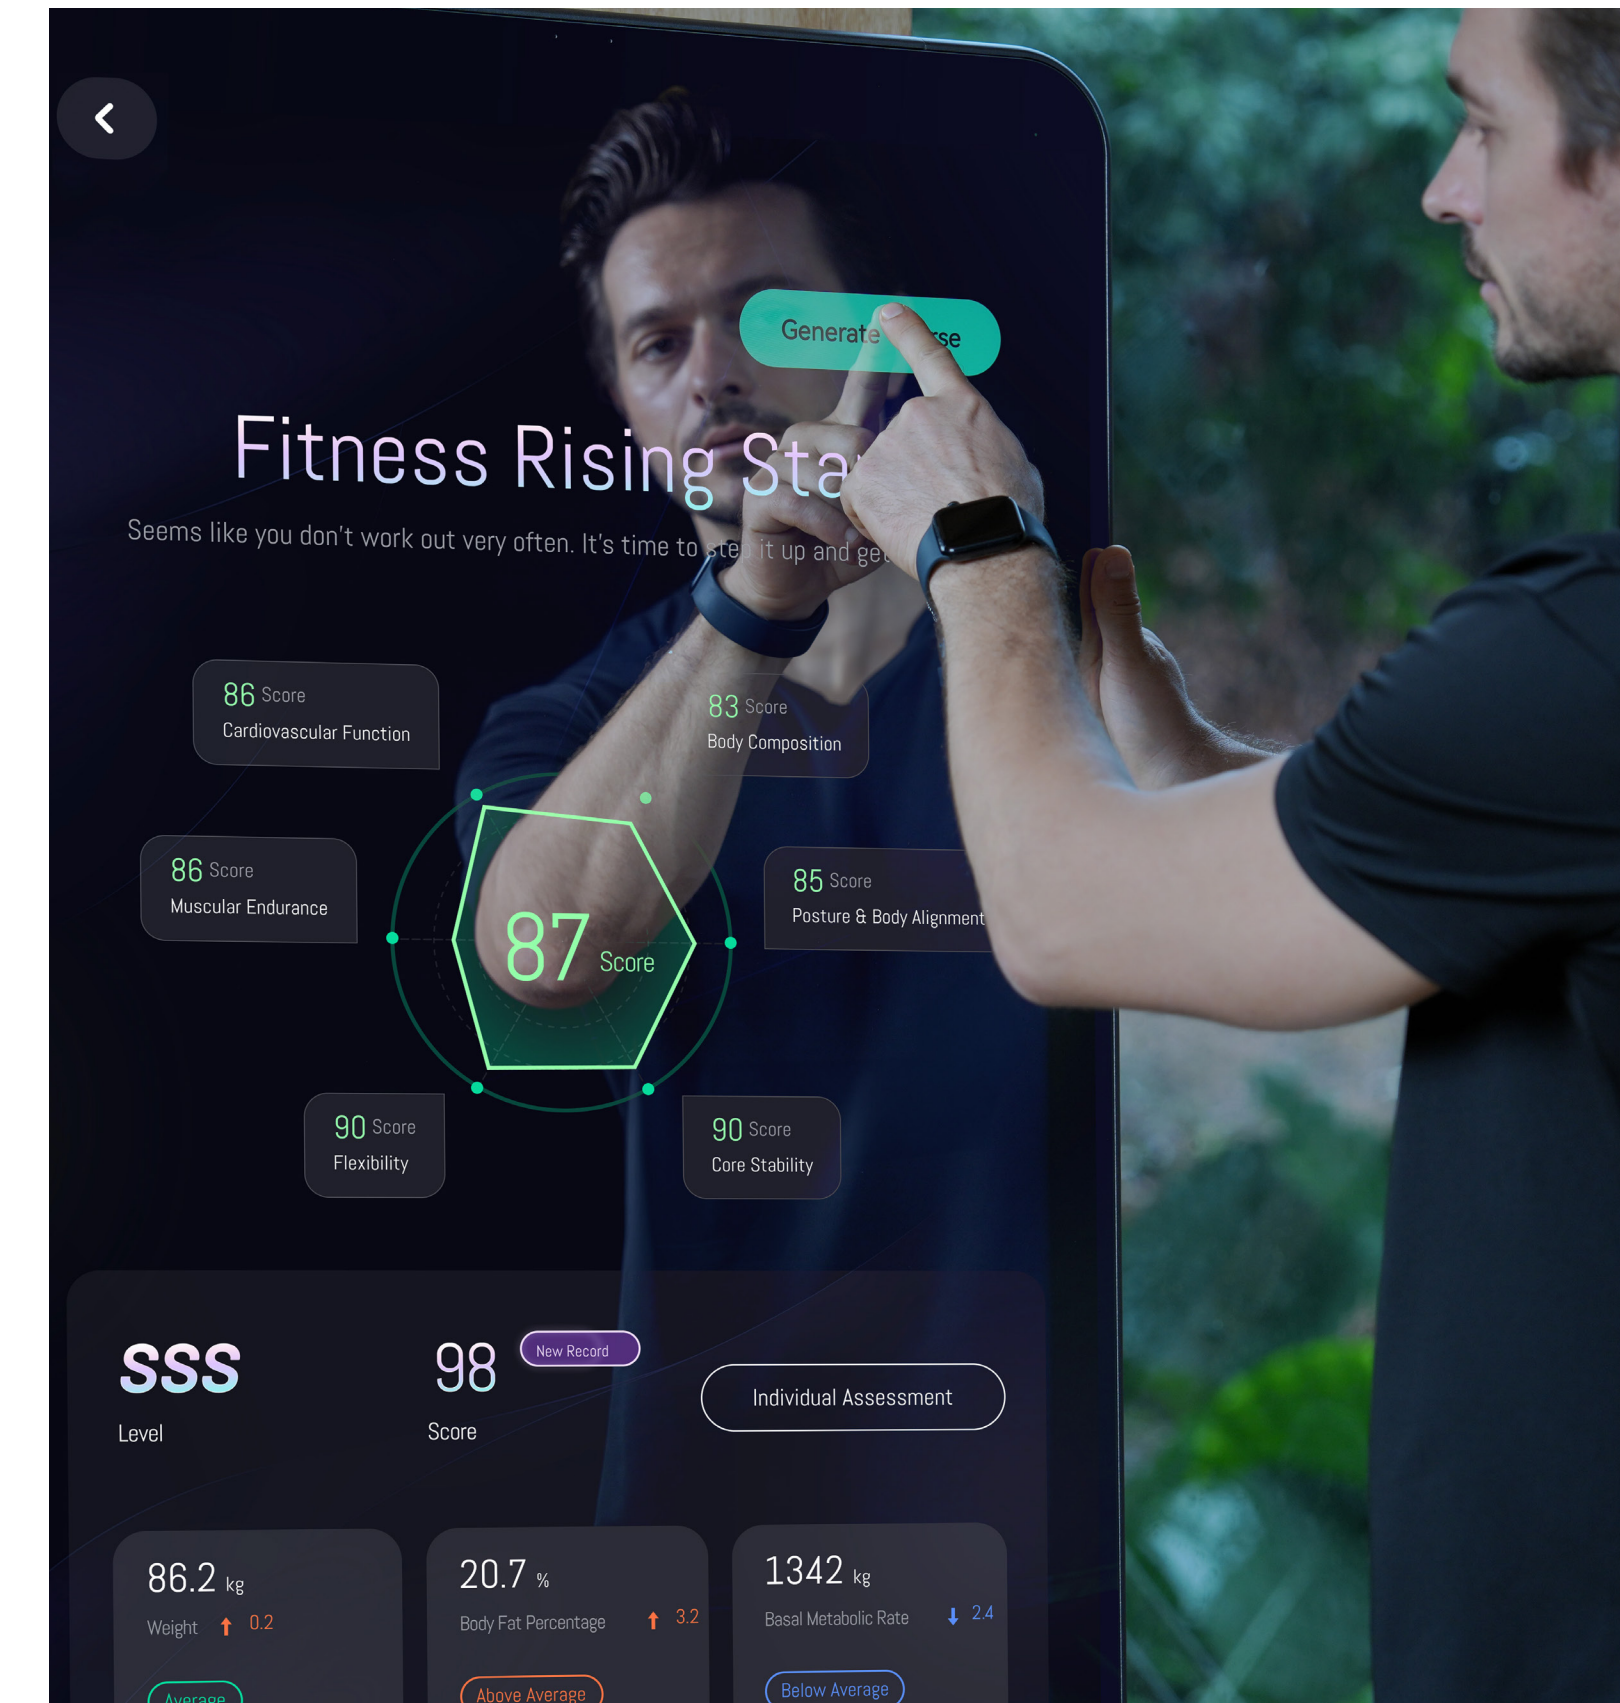 Generate
Fitness Rising Sta
Seems like you don't work out very often. It's time to step it up and get
86 Score
Cardiovascular Function
83 Score
Body Composition
86 Score
Muscular Endurance
85 Score
Posture & Body Alignment
87 Score
90 Score
Flexibility
90 Score
Core Stability
SSS
Level
98
New Record
Score
Individual Assessment
86.2 kg
Weight 0.2
Average
20.7 %
Body Fat Percentage 3.2
Above Average
1342 kg
Basal Metabolic Rate 2.4
Below Average